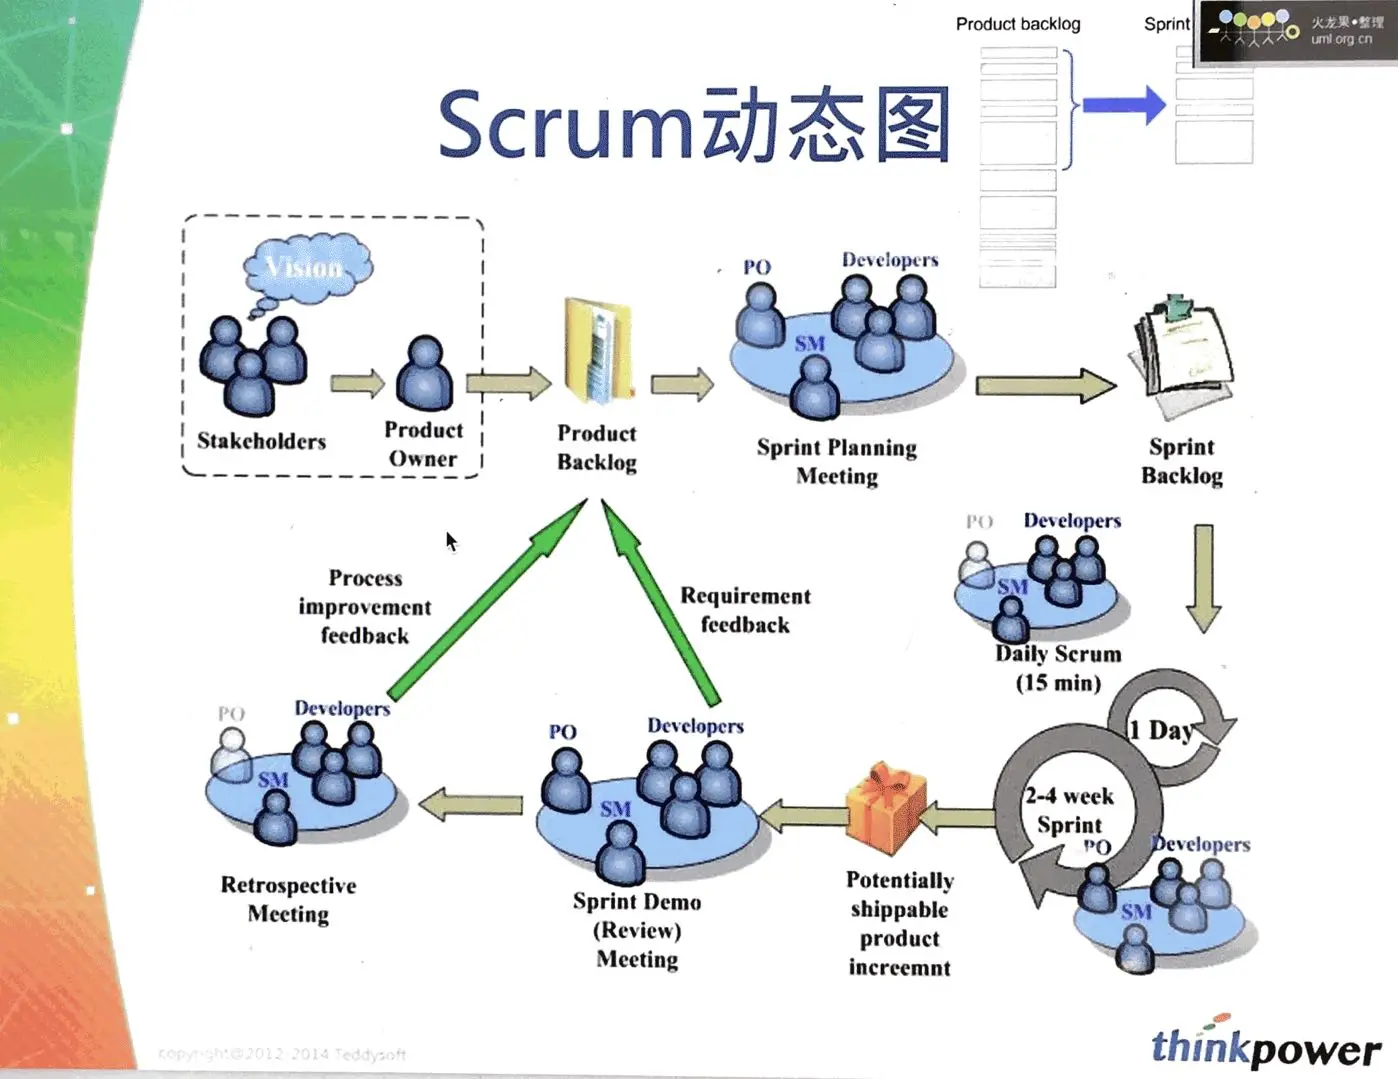 Product backlog
Sprint
火龙果•整理
uml.org.cn
Scrum动态图
Vision
Stakeholders
Product
Owner
Product
Backlog
PO
Developers
SM
Sprint Planning
Meeting
Sprint
Backlog
PO
Developers
SM
Daily Scrum
(15 min)
1 Day
2-4 week
Sprint
PO
Developers
SM
Potentially
shippable
product
increemnt
PO
Developers
SM
Sprint Demo
(Review)
Meeting
PO
Developers
SM
Retrospective
Meeting
Process
improvement
feedback
Requirement
feedback
copyright@2012-2014 Teddysoft
thinkpower